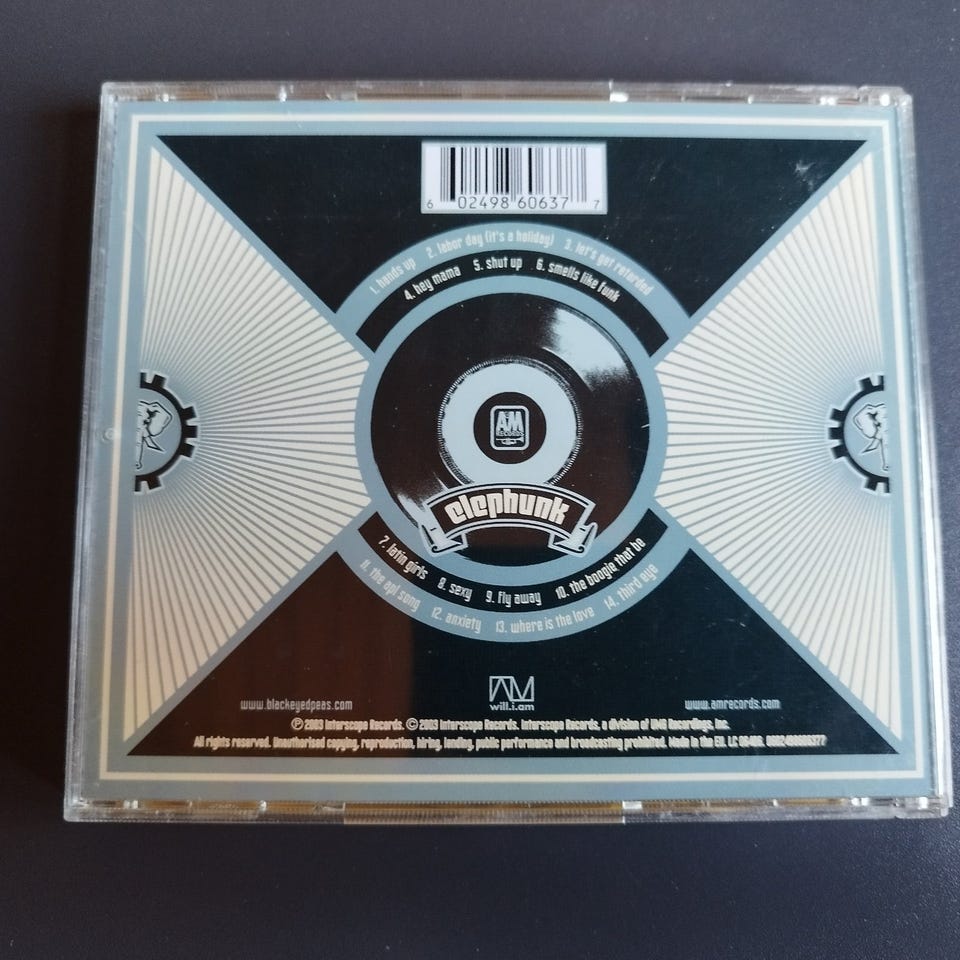 6 02498 60637 7
1. hands up 2. labor day (it's a holiday) 3. let's get retarded
4. hey mama 5. shut up 6. smells like funk
A&M
RECORDS
elephunk
7. latin girls 8. sexy 9. fly away 10. the boogie that be
11. the apl song 12. anxiety 13. where is the love 14. third eye
will.i.am
www.blackeyedpeas.com www.amrecords.com
℗ 2003 Interscope Records. © 2003 Interscope Records. Interscope Records, a division of UMG Recordings, Inc.
All rights reserved. Unauthorised copying, reproduction, hiring, lending, public performance and broadcasting prohibited. Made in the EU. LC 06406. 0602498606377